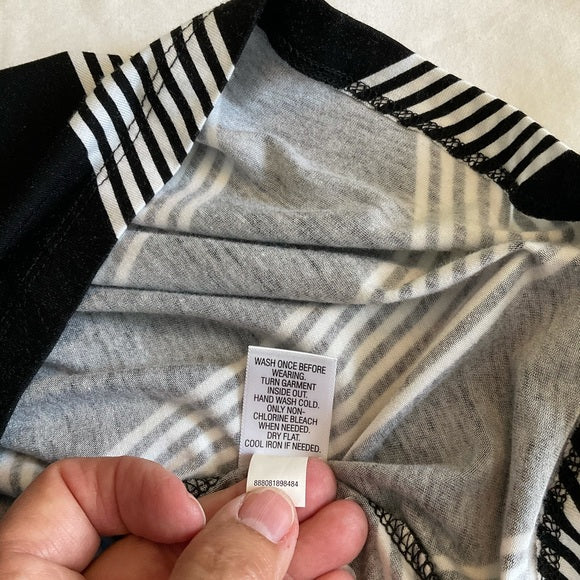 WASH ONCE BEFORE
WEARING.
TURN GARMENT
INSIDE OUT.
HAND WASH COLD.
ONLY NON-
CHLORINE BLEACH
WHEN NEEDED.
DRY FLAT.
COOL IRON IF NEEDED.
888081898484